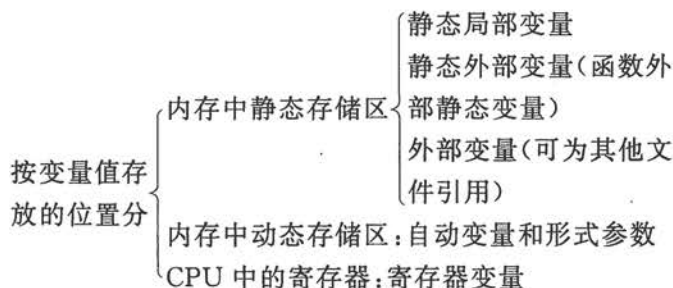 静态局部变量
静态外部变量(函数外
内存中静态存储区
部静态变量)
外部变量(可为其他文
按变量值存
件引用)
放的位置分
内存中动态存储区:自动变量和形式参数
CPU 中的寄存器:寄存器变量